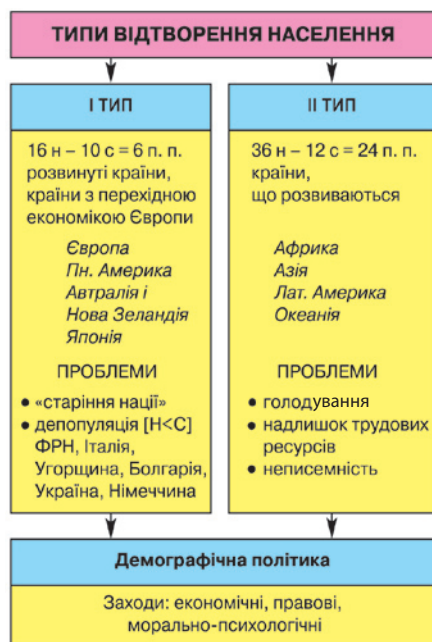 ТИПИ ВІДТВОРЕННЯ НАСЕЛЕННЯ
І ТИП
16 н – 10 с = 6 п. п.
розвинуті країни,
країни з перехідною
економікою Європи
Європа
Пн. Америка
Автралія і
Нова Зеландія
Японія
ПРОБЛЕМИ
● «старіння нації»
● депопуляція [Н<С]
ФРН, Італія,
Угорщина, Болгарія,
Україна, Німеччина
ІІ ТИП
36 н – 12 с = 24 п. п.
країни,
що розвиваються
Африка
Азія
Лат. Америка
Океанія
ПРОБЛЕМИ
● голодування
● надлишок трудових
ресурсів
● неписемність
Демографічна політика
Заходи: економічні, правові,
морально-психологічні